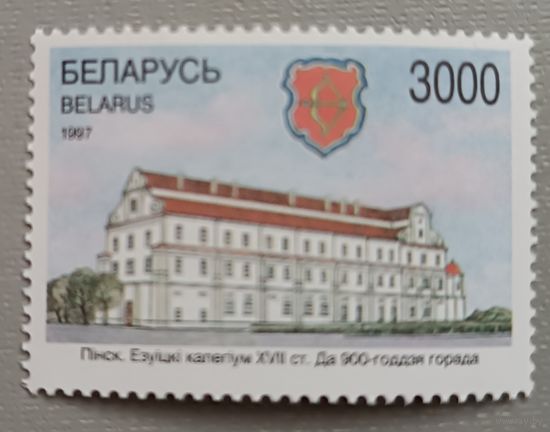 БЕЛАРУСЬ
3000
BELARUS
1997
Пінск. Езуіцкі калегіум XVII ст. Да 900-годдзя горада